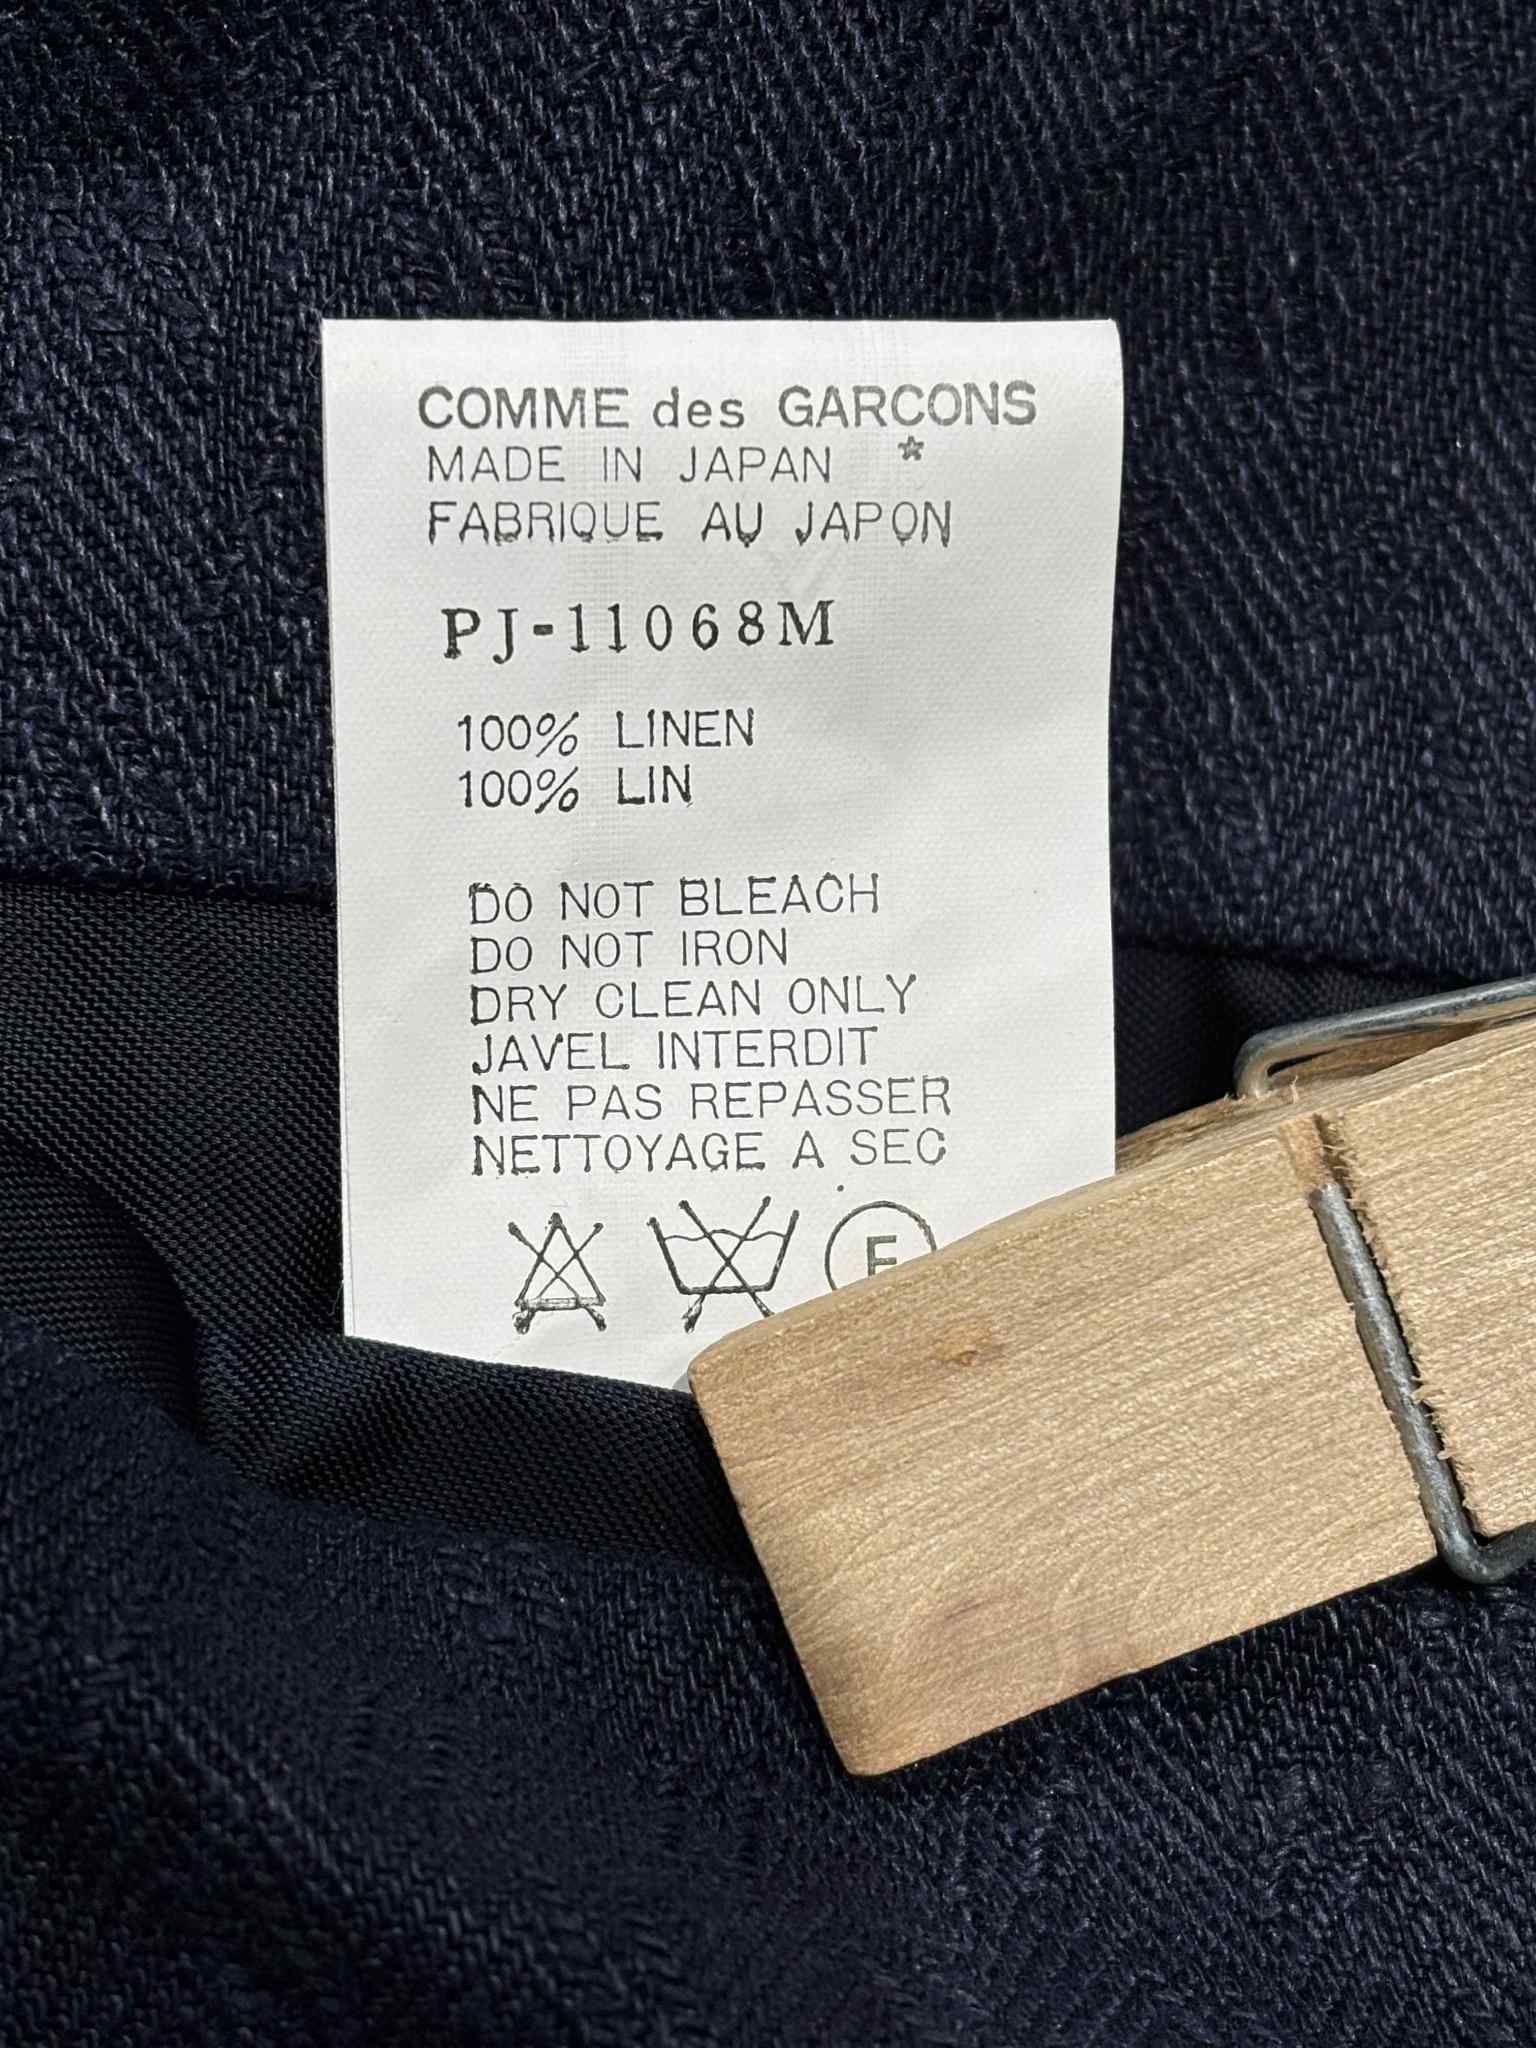 COMME des GARCONS
MADE IN JAPAN *
FABRIQUE AU JAPON
PJ-11068M
100% LINEN
100% LIN
DO NOT BLEACH
DO NOT IRON
DRY CLEAN ONLY
JAVEL INTERDIT
NE PAS REPASSER
NETTOYAGE A SEC
F